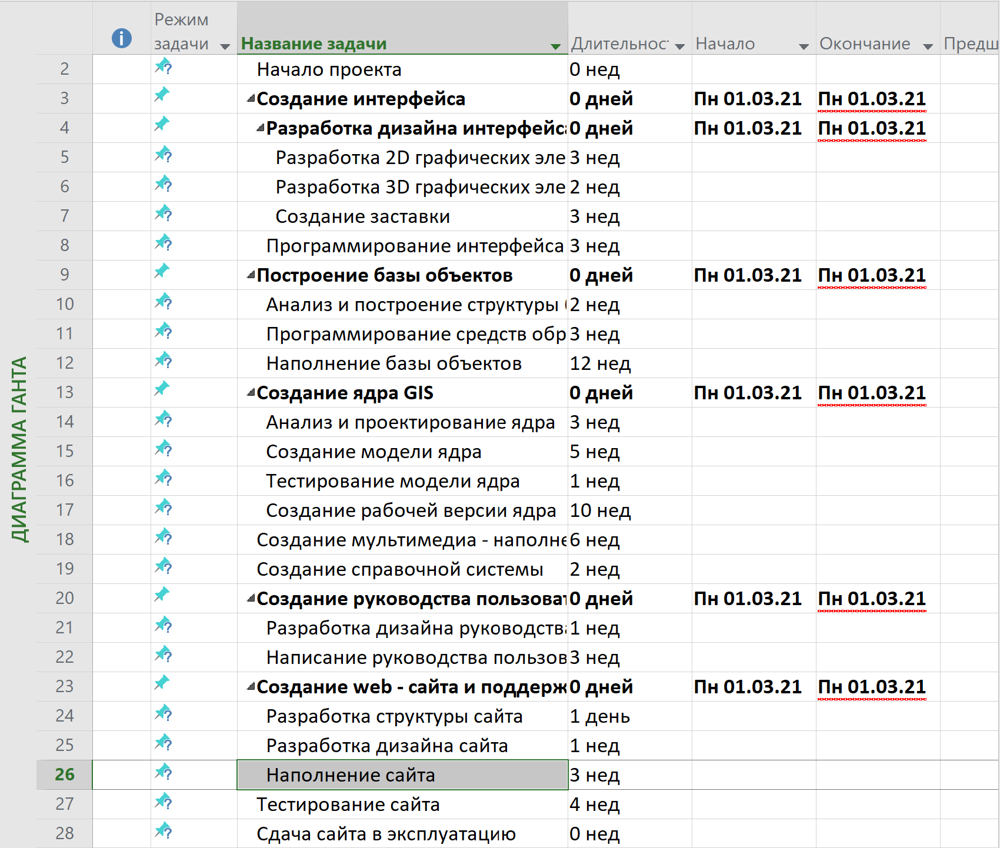 Режим задачи Название задачи Длительнос Начало Окончание Предш
2 Начало проекта 0 нед
3 Создание интерфейса 0 дней Пн 01.03.21 Пн 01.03.21
4 Разработка дизайна интерфейс 0 дней Пн 01.03.21 Пн 01.03.21
5 Разработка 2D графических эле 3 нед
6 Разработка 3D графических эле 2 нед
7 Создание заставки 3 нед
8 Программирование интерфейса 3 нед
9 Построение базы объектов 0 дней Пн 01.03.21 Пн 01.03.21
10 Анализ и построение структуры 2 нед
11 Программирование средств обр 3 нед
12 Наполнение базы объектов 12 нед
13 Создание ядра GIS 0 дней Пн 01.03.21 Пн 01.03.21
14 Анализ и проектирование ядра 3 нед
15 Создание модели ядра 5 нед
16 Тестирование модели ядра 1 нед
17 Создание рабочей версии ядра 10 нед
18 Создание мультимедиа - наполне 6 нед
19 Создание справочной системы 2 нед
20 Создание руководства пользоват 0 дней Пн 01.03.21 Пн 01.03.21
21 Разработка дизайна руководства 1 нед
22 Написание руководства пользов 3 нед
23 Создание web - сайта и поддерж 0 дней Пн 01.03.21 Пн 01.03.21
24 Разработка структуры сайта 1 день
25 Разработка дизайна сайта 1 нед
26 Наполнение сайта 3 нед
27 Тестирование сайта 4 нед
28 Сдача сайта в эксплуатацию 0 нед
ДИАГРАММА ГАНТА